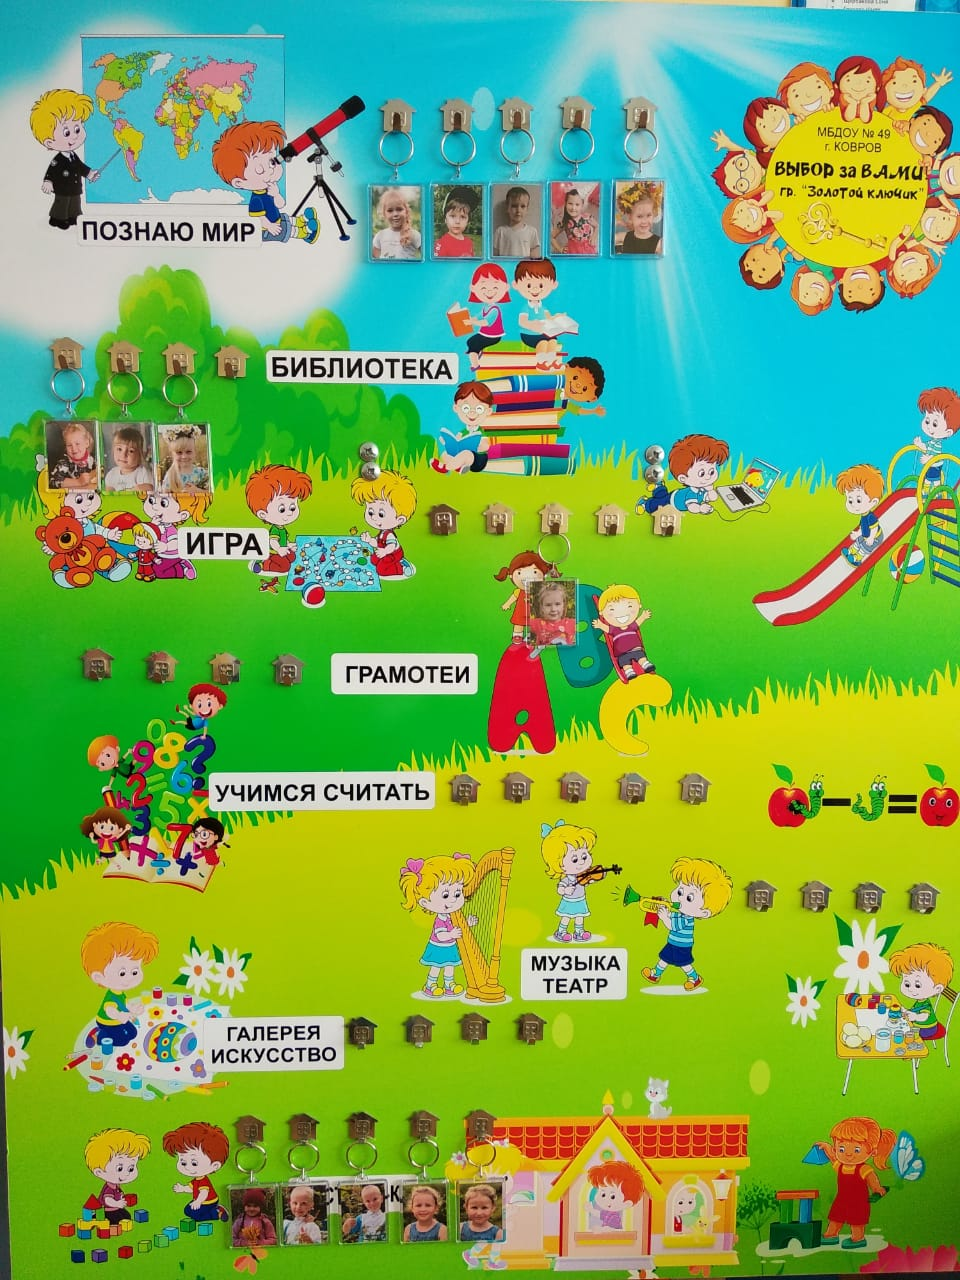 МБДОУ № 49
г. КОВРОВ
ВЫБОР за ВАМИ
гр. "Золотой ключик"
ПОЗНАЮ МИР
БИБЛИОТЕКА
ИГРА
ГРАМОТЕИ
УЧИМСЯ СЧИТАТЬ
МУЗЫКА
ТЕАТР
ГАЛЕРЕЯ
ИСКУССТВО